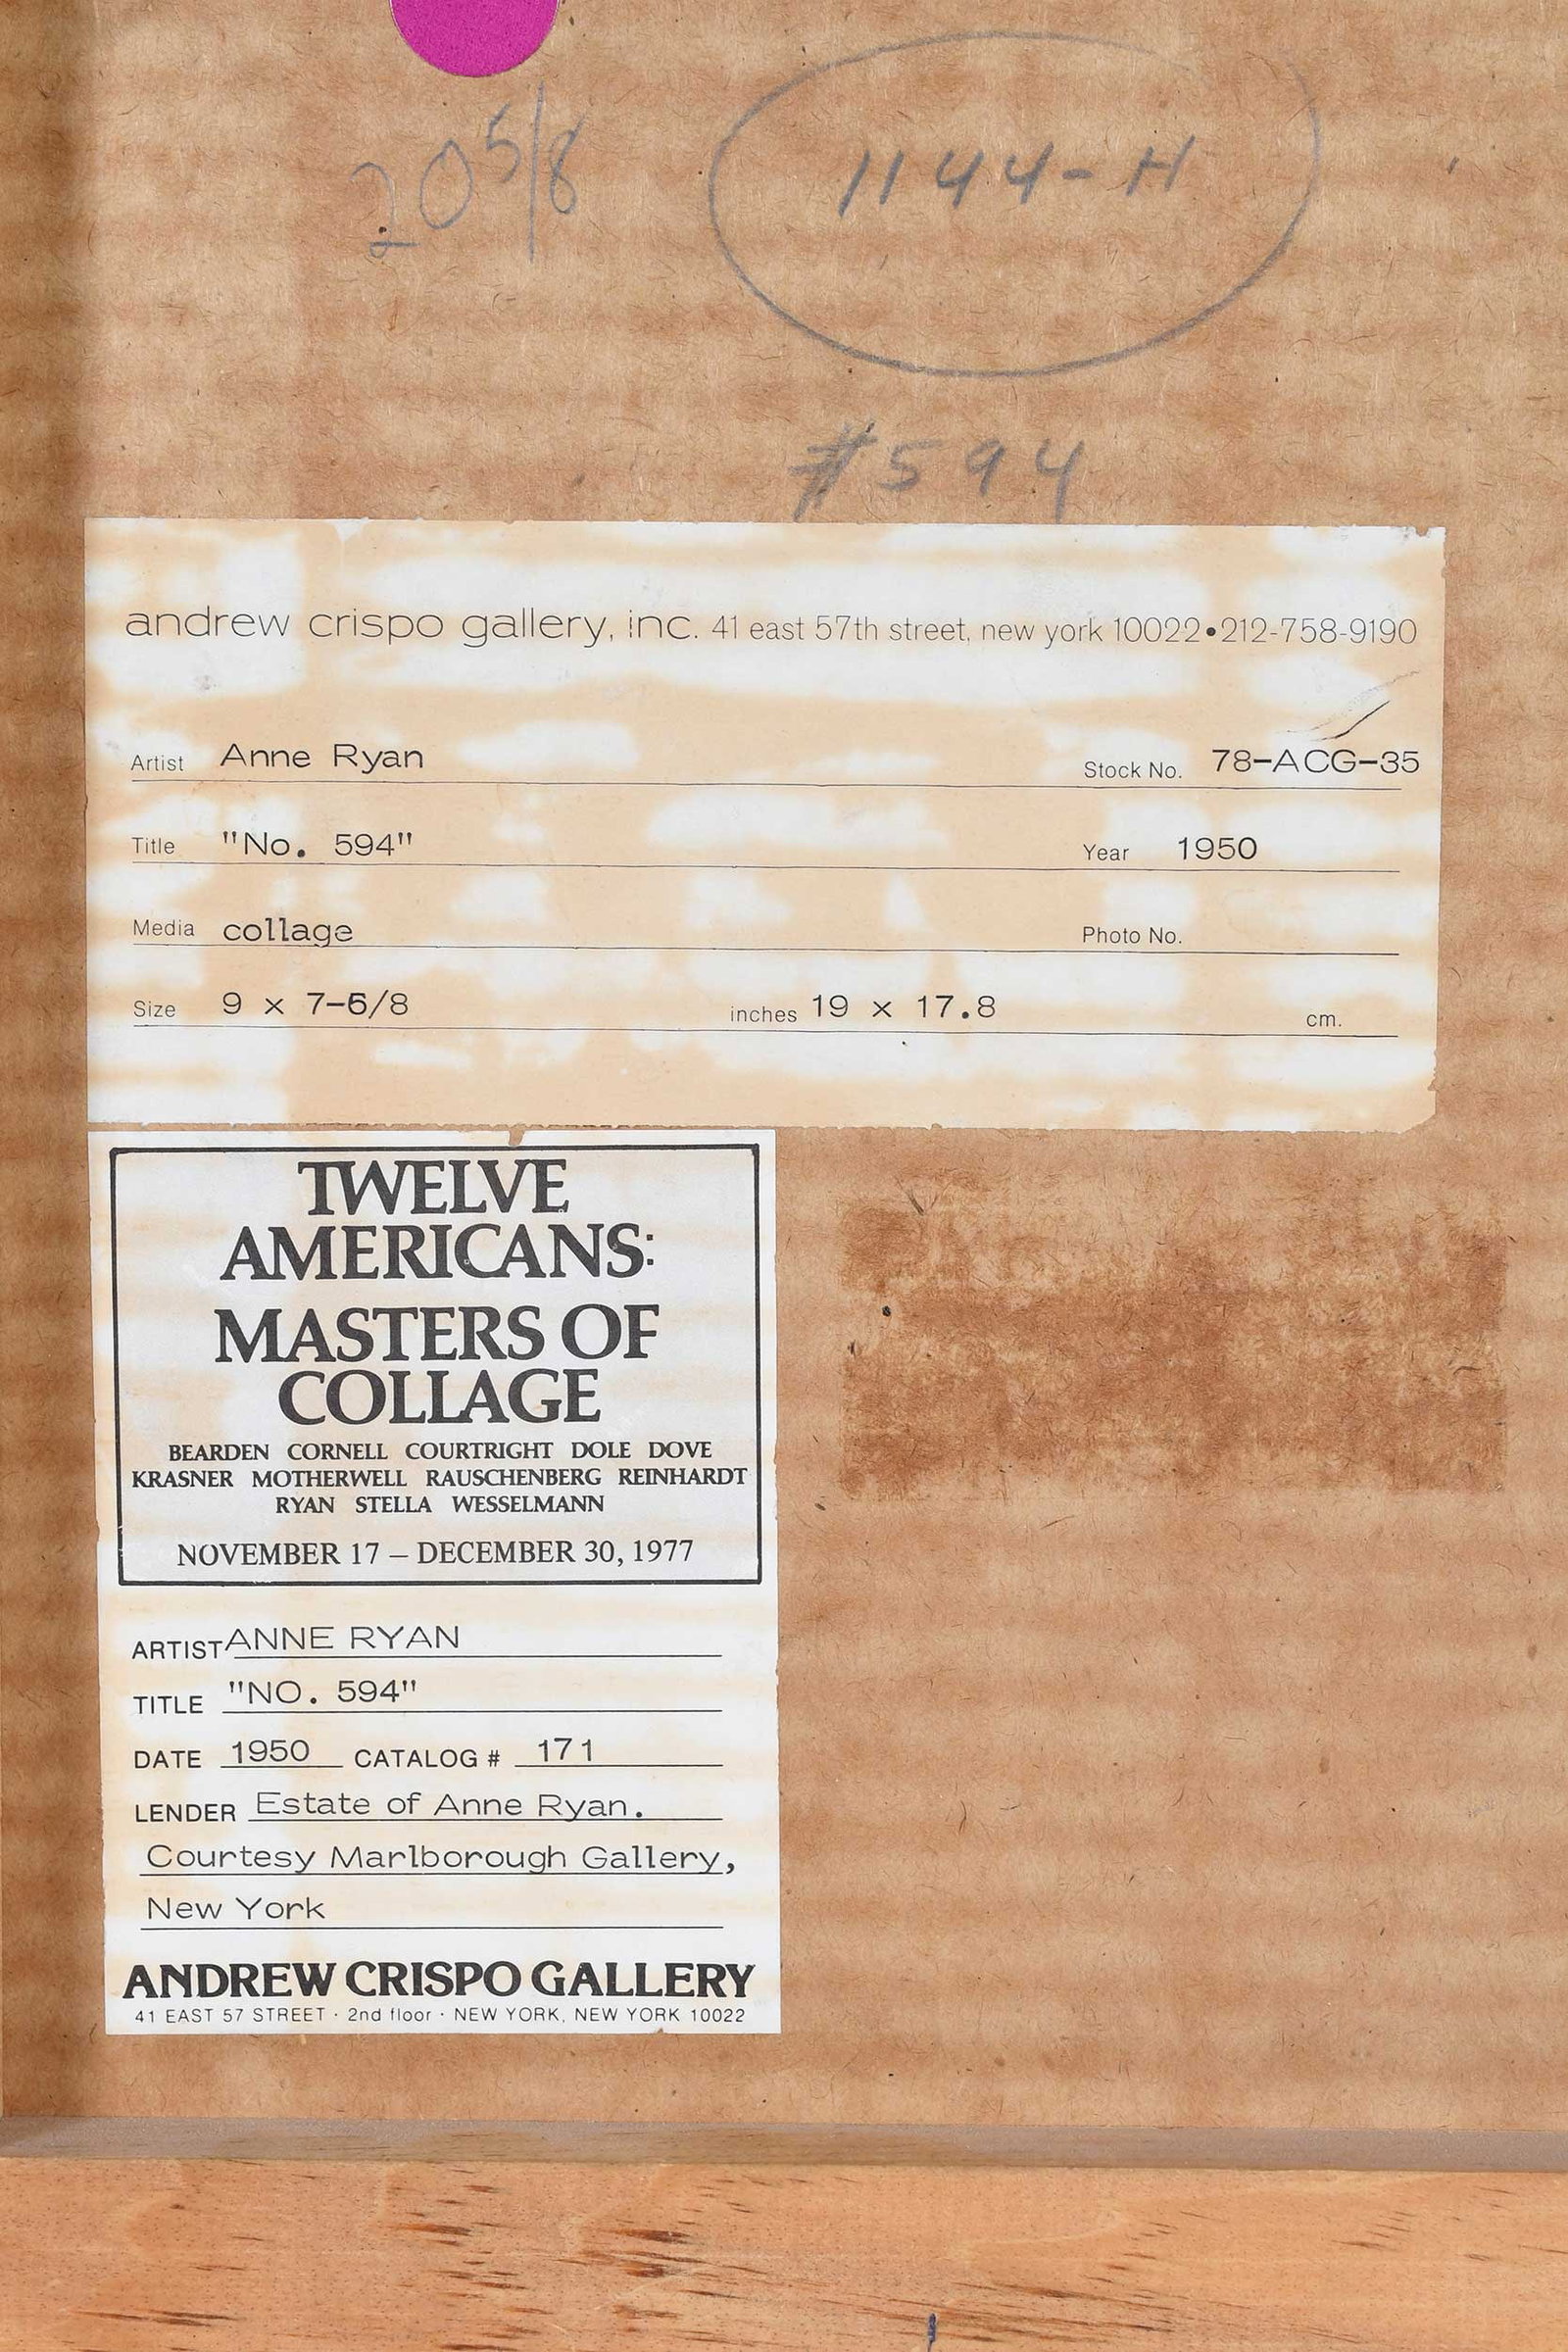 20 5/8
1144-H
#594
andrew crispo gallery, inc. 41 east 57th street, new york 10022•212-758-9190
Artist Anne Ryan Stock No. 78-ACG-35
Title "No. 594" Year 1950
Media collage Photo No.
Size 9 x 7-6/8 inches 19 x 17.8 cm.
TWELVE
AMERICANS:
MASTERS OF
COLLAGE
BEARDEN CORNELL COURTRIGHT DOLE DOVE
KRASNER MOTHERWELL RAUSCHENBERG REINHARDT
RYAN STELLA WESSELMANN
NOVEMBER 17 – DECEMBER 30, 1977
ARTIST ANNE RYAN
TITLE "NO. 594"
DATE 1950 CATALOG # 171
LENDER Estate of Anne Ryan.
Courtesy Marlborough Gallery,
New York
ANDREW CRISPO GALLERY
41 EAST 57 STREET · 2nd floor · NEW YORK, NEW YORK 10022